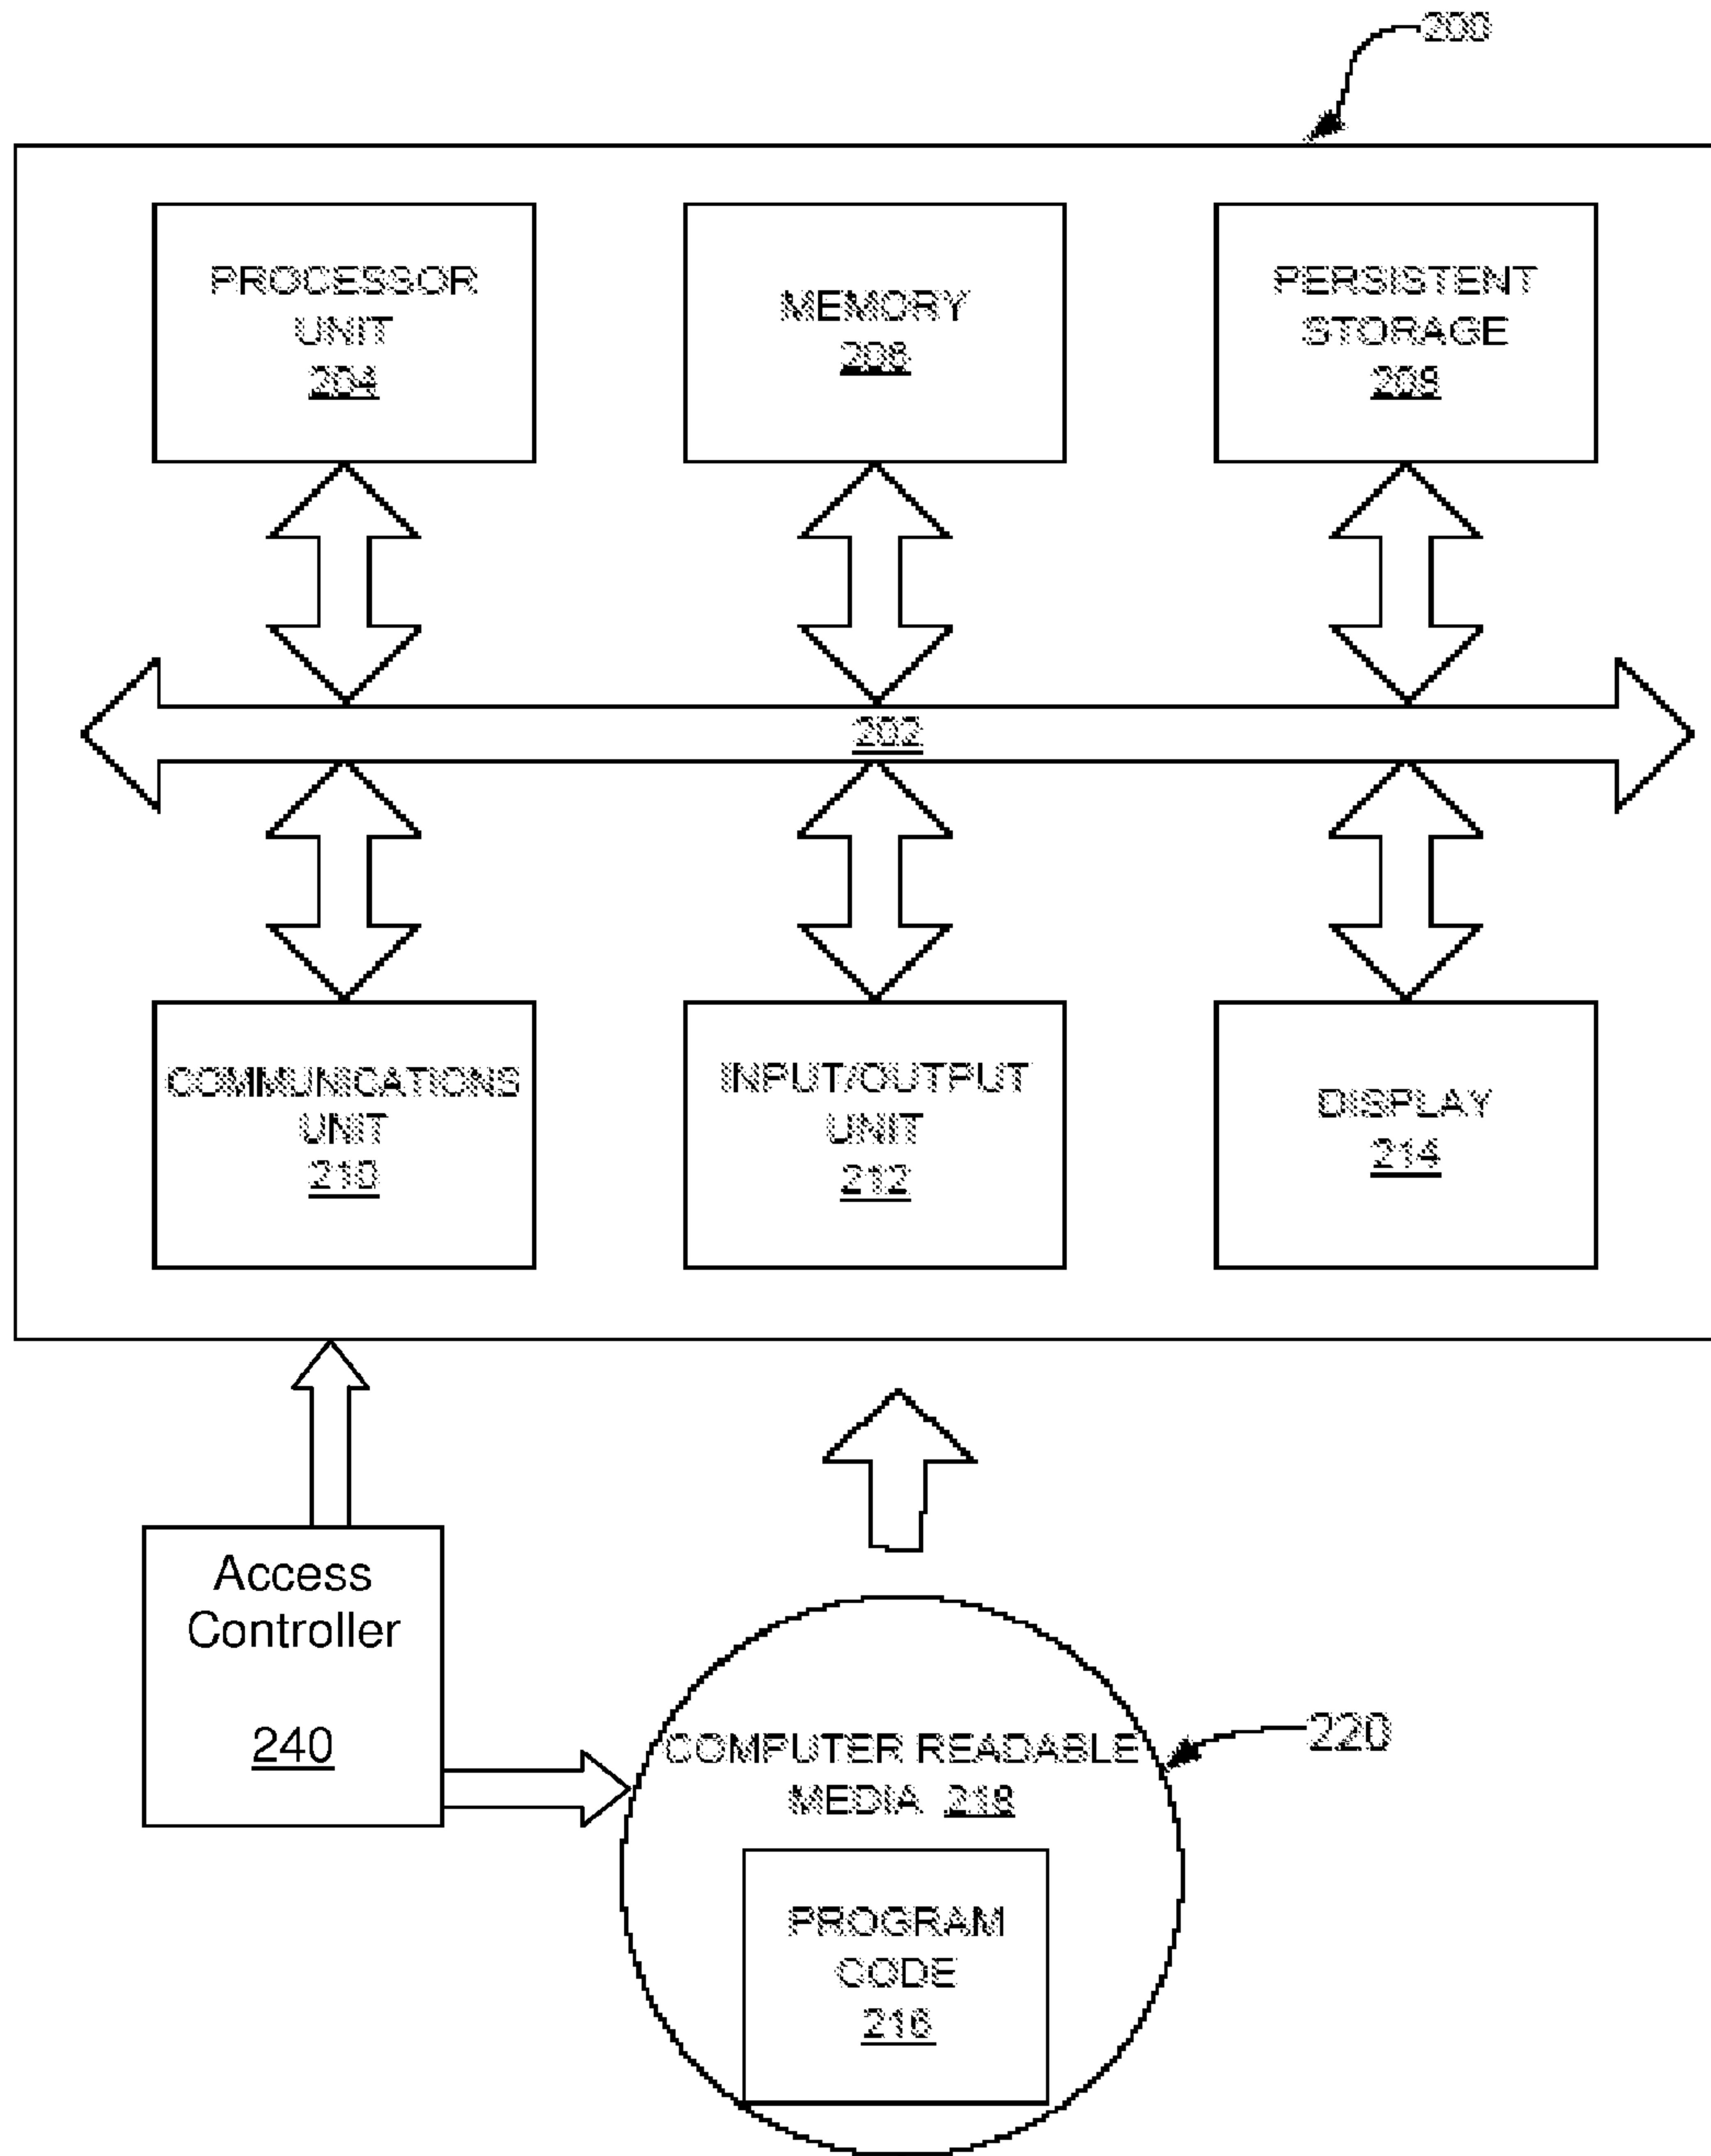 200
PROCESSOR
UNIT
204
MEMORY
206
PERSISTENT
STORAGE
208
202
COMMUNICATIONS
UNIT
210
INPUT/OUTPUT
UNIT
212
DISPLAY
214
Access
Controller
240
COMPUTER READABLE
MEDIA 218
220
PROGRAM
CODE
216